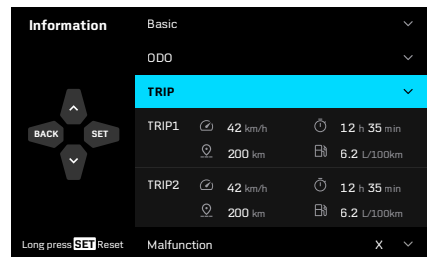 Information
Basic
ODO
TRIP
BACK
SET
TRIP1 42 km/h 12 h 35 min
200 km 6.2 L/100km
TRIP2 42 km/h 12 h 35 min
200 km 6.2 L/100km
Long press SET Reset
Malfunction X